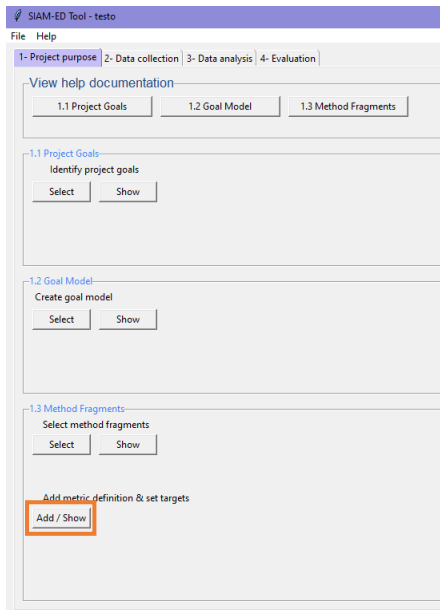 SIAM-ED Tool - testo
File Help
1- Project purpose 2- Data collection 3- Data analysis 4- Evaluation
View help documentation
1.1 Project Goals 1.2 Goal Model 1.3 Method Fragments
1.1 Project Goals
Identify project goals
Select Show
1.2 Goal Model
Create goal model
Select Show
1.3 Method Fragments
Select method fragments
Select Show
Add metric definition & set targets
Add / Show